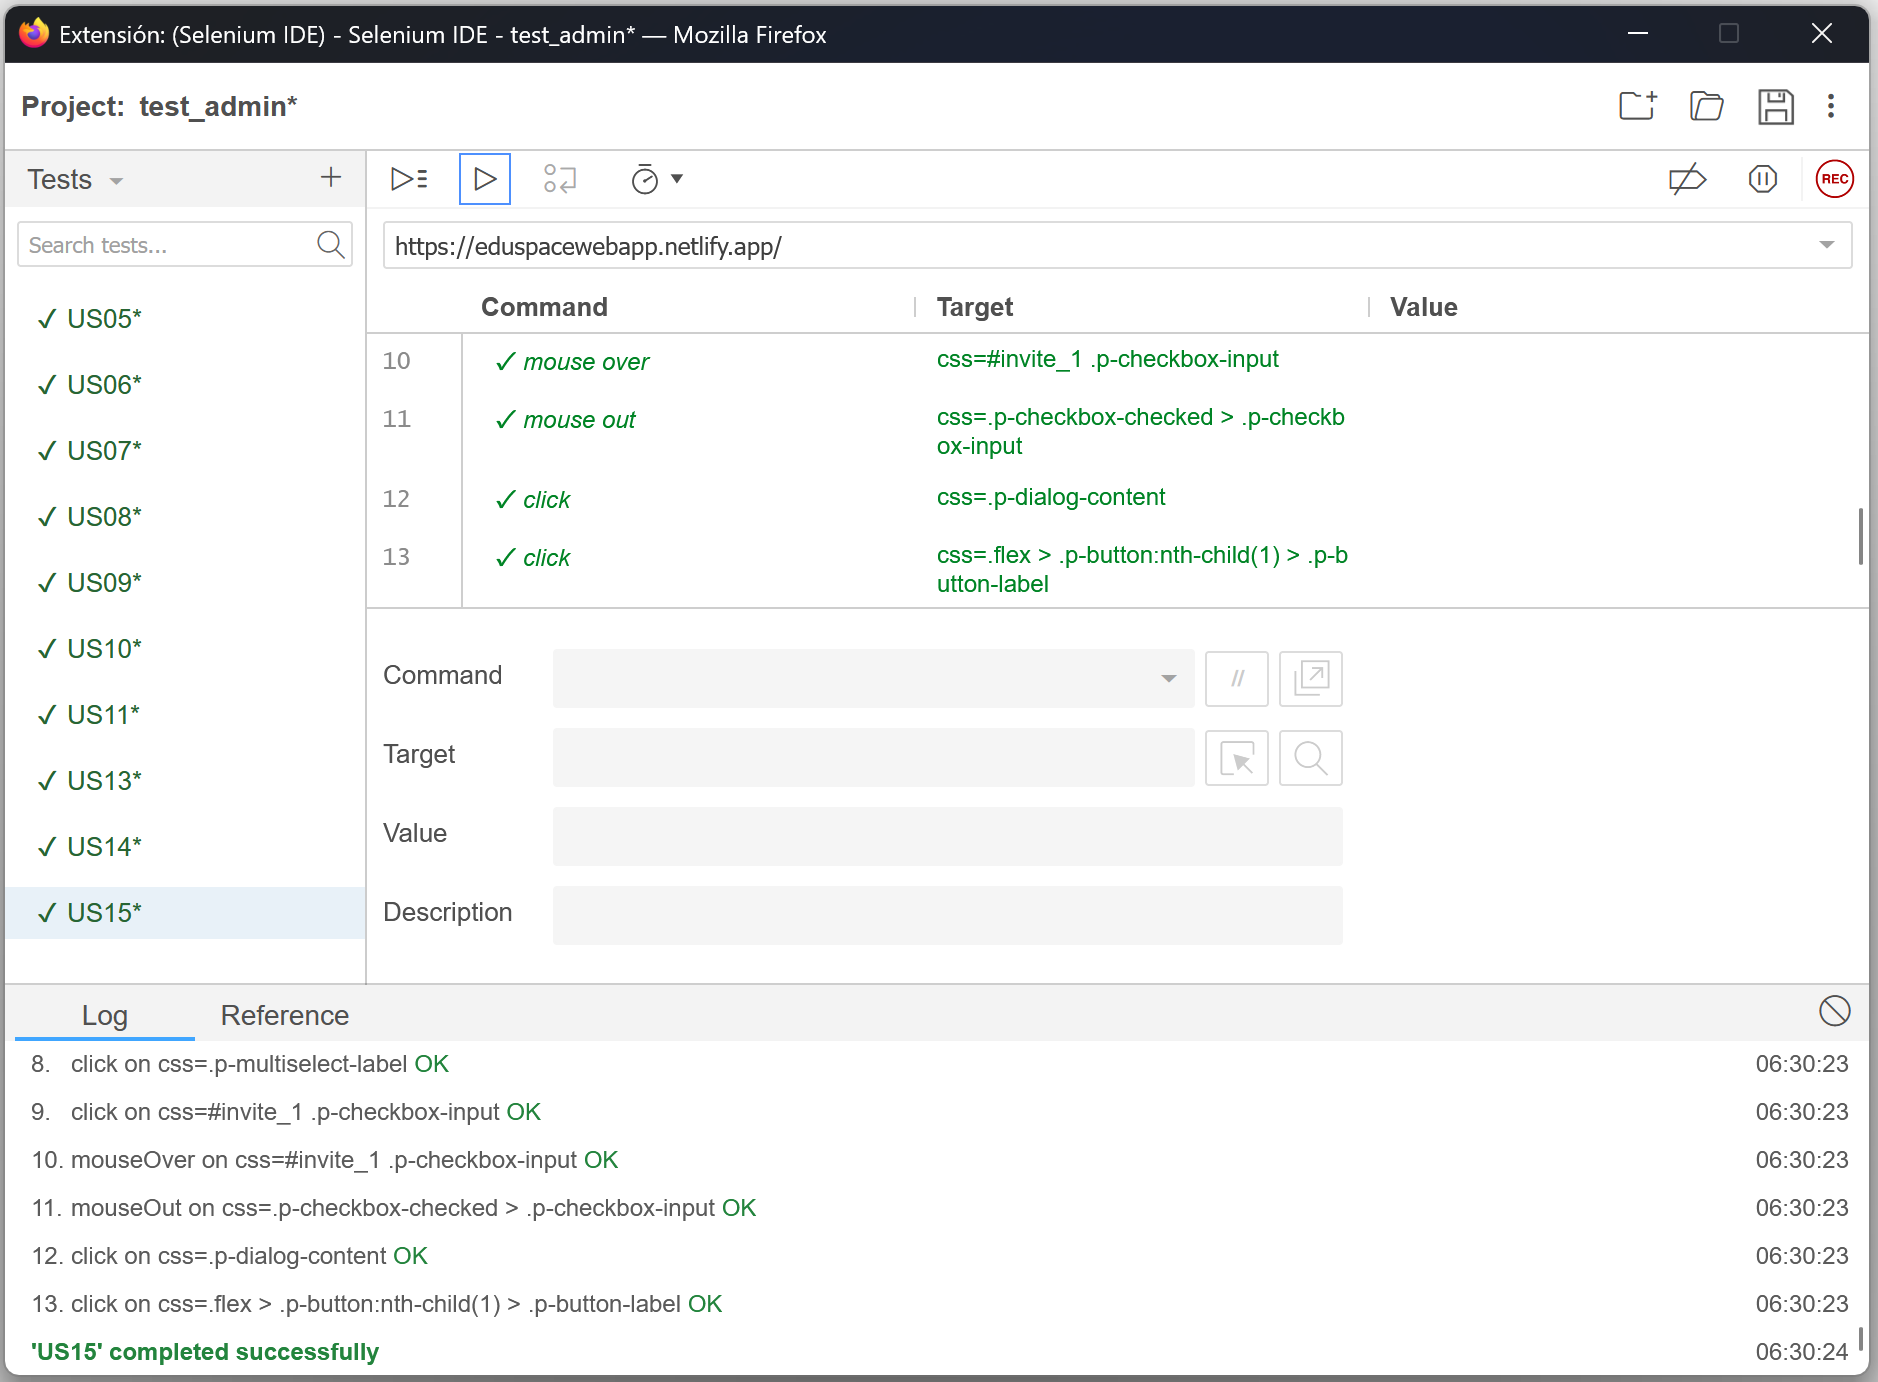 Extensión: (Selenium IDE) - Selenium IDE - test_admin* — Mozilla Firefox
Project: test_admin*
Tests
Search tests...
US05*
US06*
US07*
US08*
US09*
US10*
US11*
US13*
US14*
US15*
REC
https://eduspacewebapp.netlify.app/
Command Target Value
10 mouse over css=#invite_1 .p-checkbox-input
11 mouse out css=.p-checkbox-checked > .p-checkb
ox-input
12 click css=.p-dialog-content
13 click css=.flex > .p-button:nth-child(1) > .p-b
utton-label
Command //
Target
Value
Description
Log Reference
8. click on css=.p-multiselect-label OK 06:30:23
9. click on css=#invite_1 .p-checkbox-input OK 06:30:23
10. mouseOver on css=#invite_1 .p-checkbox-input OK 06:30:23
11. mouseOut on css=.p-checkbox-checked > .p-checkbox-input OK 06:30:23
12. click on css=.p-dialog-content OK 06:30:23
13. click on css=.flex > .p-button:nth-child(1) > .p-button-label OK 06:30:23
'US15' completed successfully 06:30:24